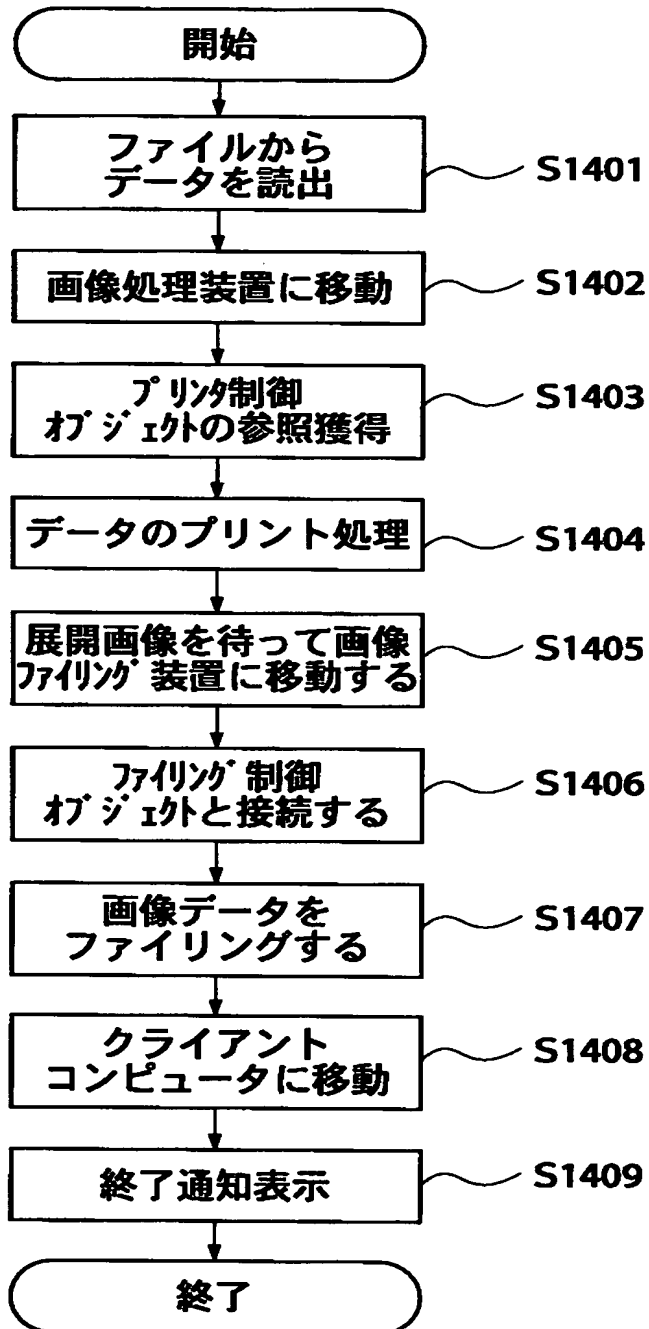 開始
ファイルから
データを読出
S1401
画像処理装置に移動
S1402
プリンタ制御
オブジェクトの参照獲得
S1403
データのプリント処理
S1404
展開画像を待って画像
ファイリング装置に移動する
S1405
ファイリング制御
オブジェクトと接続する
S1406
画像データを
ファイリングする
S1407
クライアント
コンピュータに移動
S1408
終了通知表示
S1409
終了